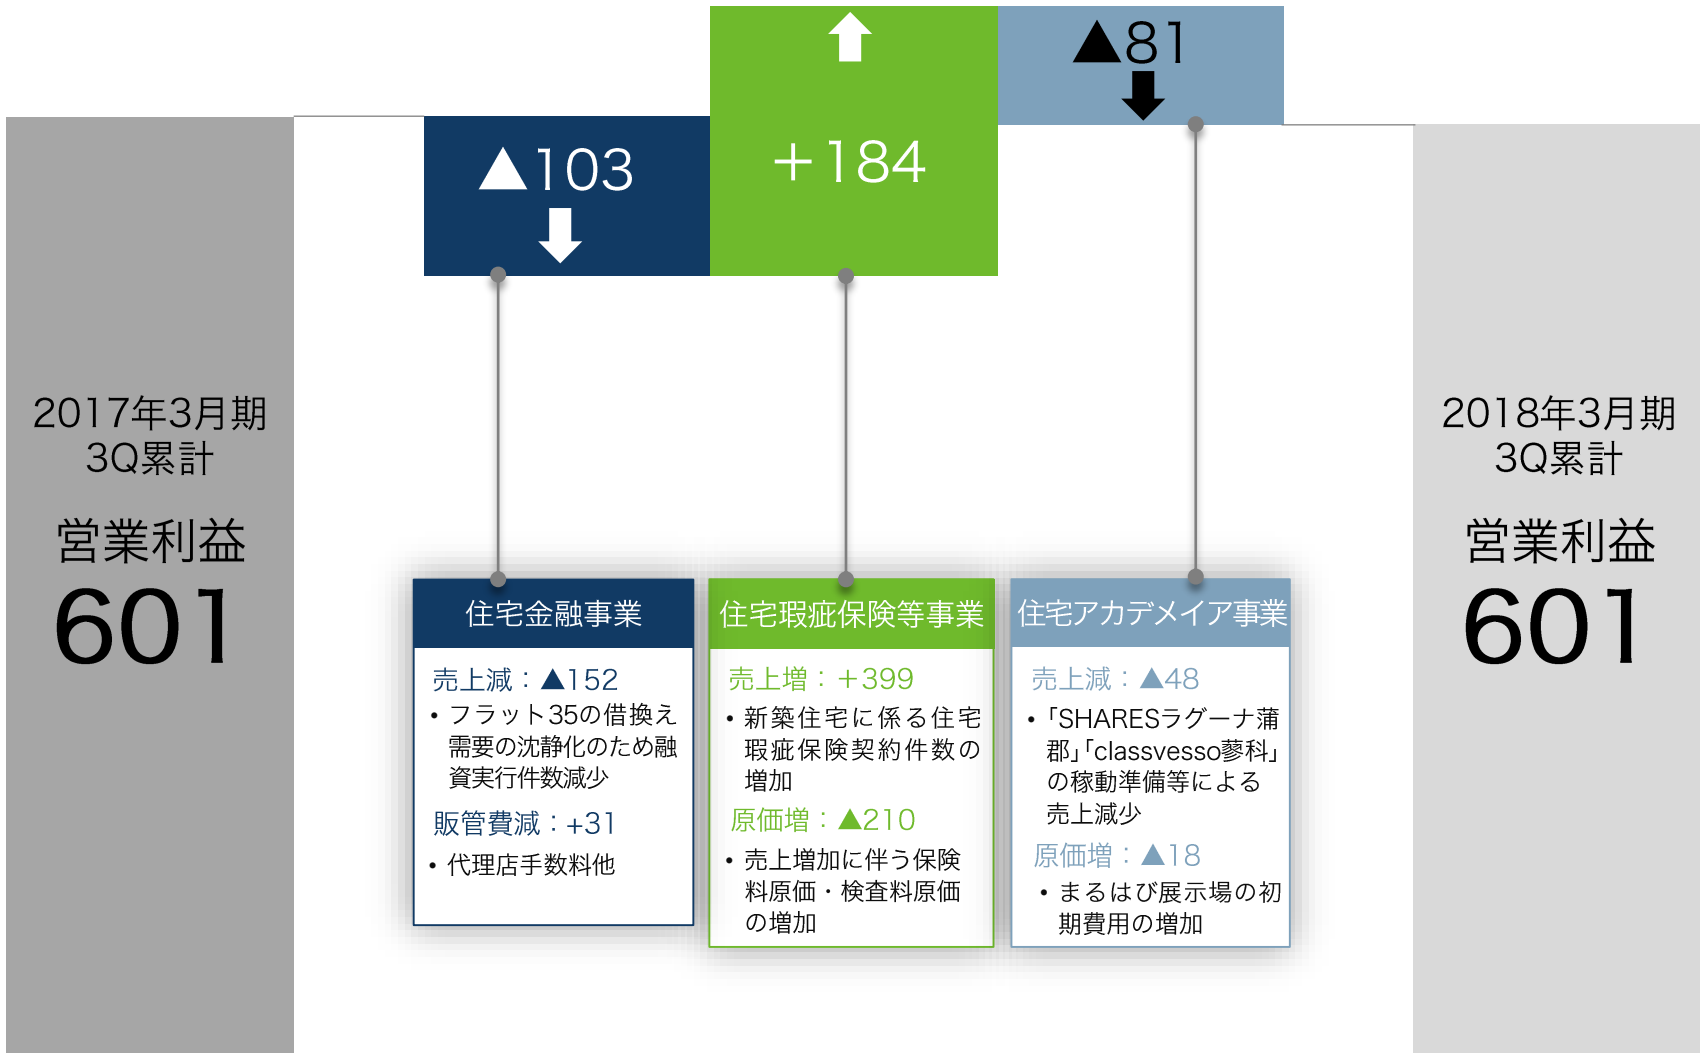 2017年3月期
3Q累計
営業利益
601
▲103
+184
▲81
2018年3月期
3Q累計
営業利益
601
住宅金融事業
売上減：▲152
・フラット35の借換え
需要の沈静化のため融
資実行件数減少
販管費減：+31
・代理店手数料他
住宅瑕疵保険等事業
売上増：＋399
・新築住宅に係る住宅
瑕疵保険契約件数の
増加
原価増：▲210
・売上増加に伴う保険
料原価・検査料原価
の増加
住宅アカデメイア事業
売上減：▲48
・「SHARESラグーナ蒲
郡」「classvesso蓼科」
の稼動準備等による
売上減少
原価増：▲18
・まるはび展示場の初
期費用の増加